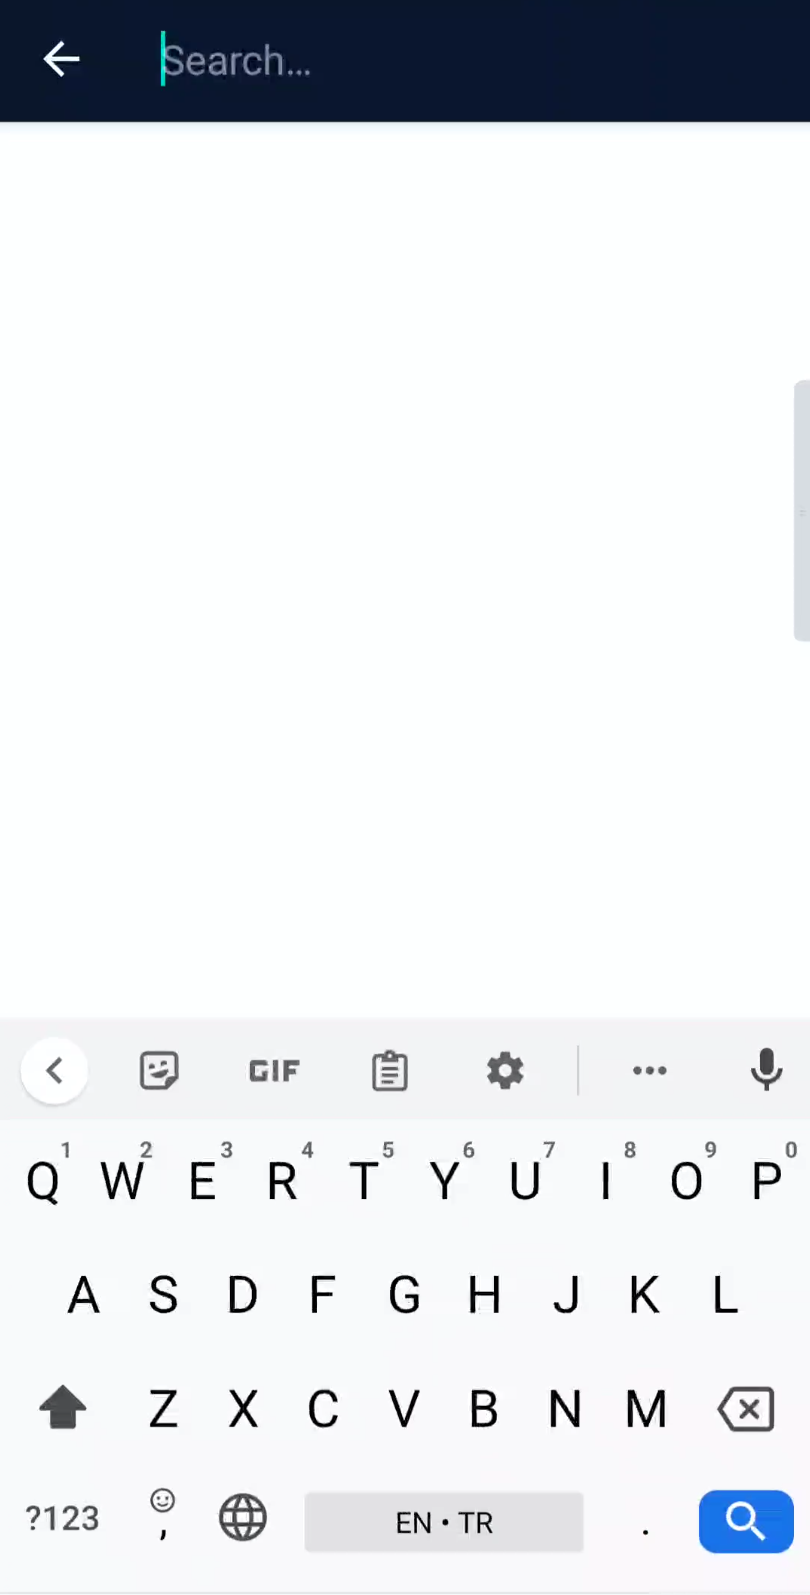 Search...
GIF
1 2 3 4 5 6 7 8 9 0
Q W E R T Y U I O P
A S D F G H J K L
Z X C V B N M
?123 , EN • TR .